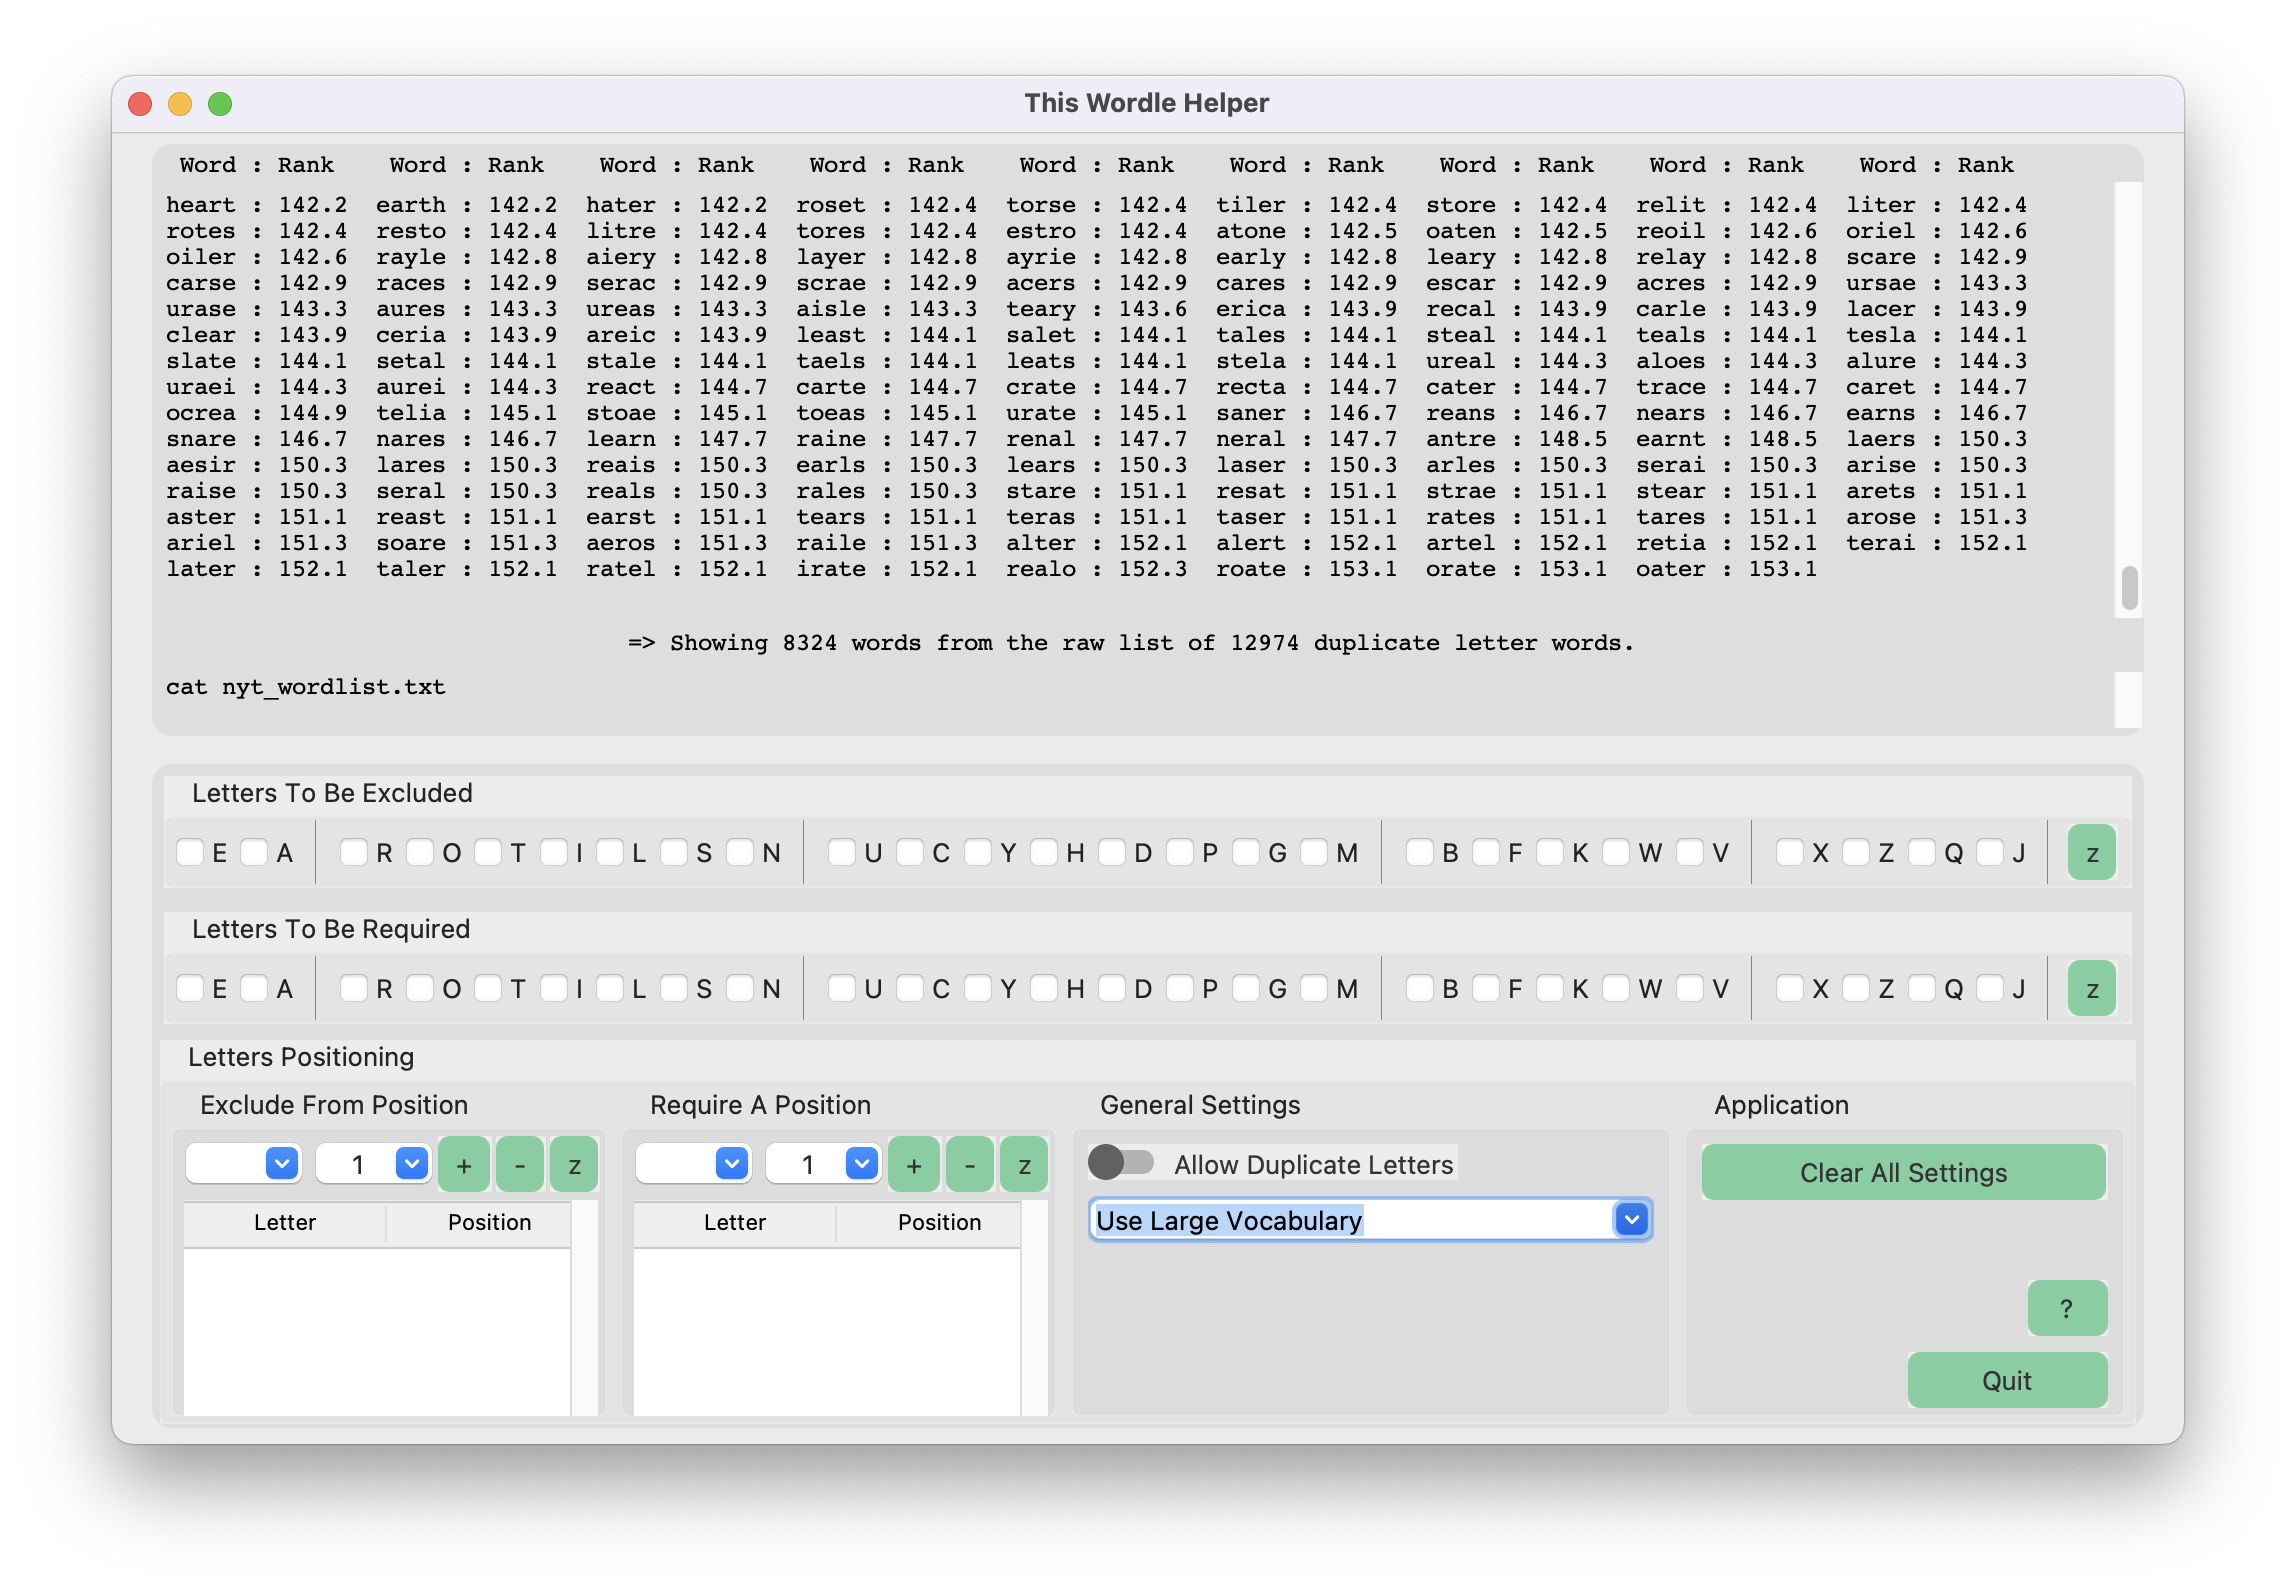 This Wordle Helper
Word : Rank Word : Rank Word : Rank Word : Rank Word : Rank Word : Rank Word : Rank Word : Rank Word : Rank
heart : 142.2 earth : 142.2 hater : 142.2 roset : 142.4 torse : 142.4 tiler : 142.4 store : 142.4 relit : 142.4 liter : 142.4
rotes : 142.4 resto : 142.4 litre : 142.4 tores : 142.4 estro : 142.4 atone : 142.5 oaten : 142.5 reoil : 142.6 oriel : 142.6
oiler : 142.6 rayle : 142.8 aiery : 142.8 layer : 142.8 ayrie : 142.8 early : 142.8 leary : 142.8 relay : 142.8 scare : 142.9
carse : 142.9 races : 142.9 serac : 142.9 scrae : 142.9 acers : 142.9 cares : 142.9 escar : 142.9 acres : 142.9 ursae : 143.3
urase : 143.3 aures : 143.3 ureas : 143.3 aisle : 143.3 teary : 143.6 erica : 143.9 recal : 143.9 carle : 143.9 lacer : 143.9
clear : 143.9 ceria : 143.9 areic : 143.9 least : 144.1 salet : 144.1 tales : 144.1 steal : 144.1 teals : 144.1 tesla : 144.1
slate : 144.1 setal : 144.1 stale : 144.1 taels : 144.1 leats : 144.1 stela : 144.1 ureal : 144.3 aloes : 144.3 alure : 144.3
uraei : 144.3 aurei : 144.3 react : 144.7 carte : 144.7 crate : 144.7 recta : 144.7 cater : 144.7 trace : 144.7 caret : 144.7
ocrea : 144.9 telia : 145.1 stoae : 145.1 toeas : 145.1 urate : 145.1 saner : 146.7 reans : 146.7 nears : 146.7 earns : 146.7
snare : 146.7 nares : 146.7 learn : 147.7 raine : 147.7 renal : 147.7 neral : 147.7 antre : 148.5 earnt : 148.5 laers : 150.3
aesir : 150.3 lares : 150.3 reais : 150.3 earls : 150.3 lears : 150.3 laser : 150.3 arles : 150.3 serai : 150.3 arise : 150.3
raise : 150.3 seral : 150.3 reals : 150.3 rales : 150.3 stare : 151.1 resat : 151.1 strae : 151.1 stear : 151.1 arets : 151.1
aster : 151.1 reast : 151.1 earst : 151.1 tears : 151.1 teras : 151.1 taser : 151.1 rates : 151.1 tares : 151.1 arose : 151.3
ariel : 151.3 soare : 151.3 aeros : 151.3 raile : 151.3 alter : 152.1 alert : 152.1 artel : 152.1 retia : 152.1 terai : 152.1
later : 152.1 taler : 152.1 ratel : 152.1 irate : 152.1 realo : 152.3 roate : 153.1 orate : 153.1 oater : 153.1
=> Showing 8324 words from the raw list of 12974 duplicate letter words.
cat nyt_wordlist.txt
Letters To Be Excluded
E A R O T I L S N U C Y H D P G M B F K W V X Z Q J z
Letters To Be Required
E A R O T I L S N U C Y H D P G M B F K W V X Z Q J z
Letters Positioning
Exclude From Position Require A Position General Settings Application
1 + - z 1 + - z Allow Duplicate Letters Clear All Settings
Letter Position Letter Position Use Large Vocabulary
?
Quit